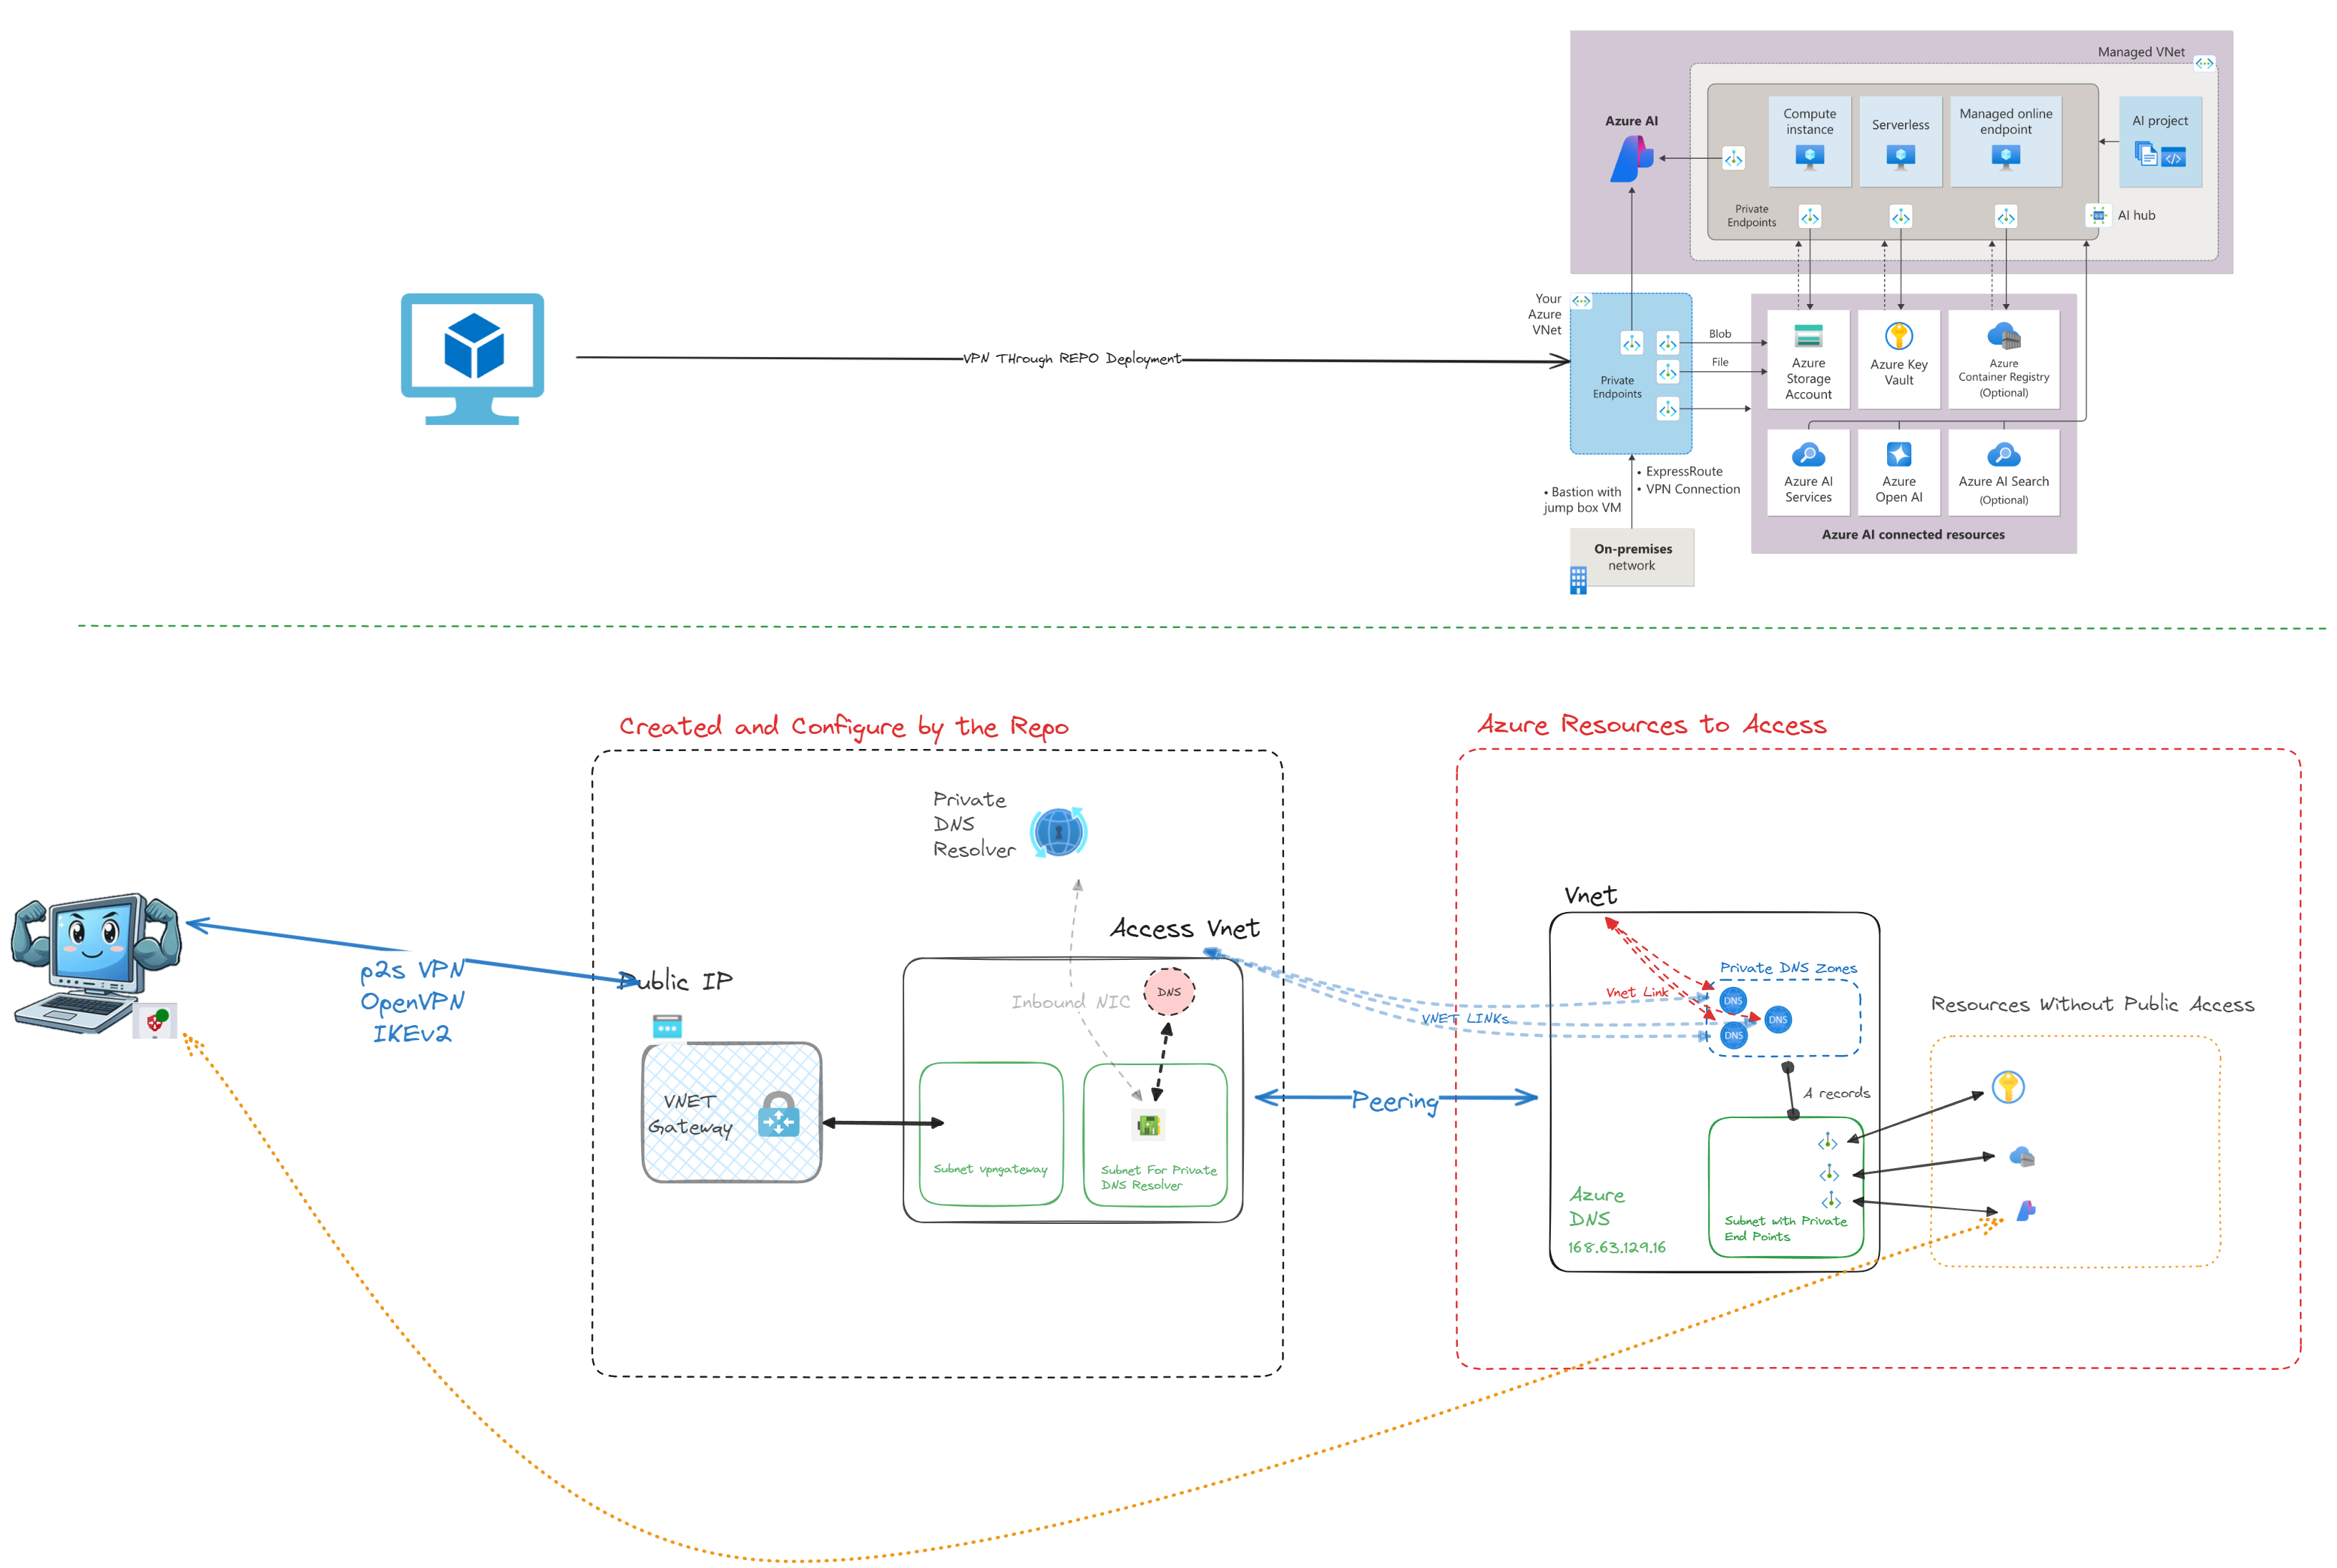 Managed VNet
Azure AI
Compute
instance
Serverless
Managed online
endpoint
AI project
Private
Endpoints
AI hub
Your
Azure
VNet
VPN THrough REPO Deployment
Private
Endpoints
Blob
File
Azure
Storage
Account
Azure Key
Vault
Azure
Container Registry
(Optional)
Azure AI
Services
Azure
Open AI
Azure AI Search
(Optional)
Azure AI connected resources
• ExpressRoute
• VPN Connection
• Bastion with
jump box VM
On-premises
network
Created and Configure by the Repo
Azure Resources to Access
Private
DNS
Resolver
Access Vnet
Inbound NIC
DNS
p2s VPN
OpenVPN
IKEv2
Public IP
VNET
Gateway
Subnet vpngateway
Subnet For Private
DNS Resolver
VNET LINKs
Peering
Vnet
Private DNS Zones
Vnet Link
DNS
DNS
DNS
A records
Azure
DNS
168.63.129.16
Subnet with Private
End Points
Resources Without Public Access